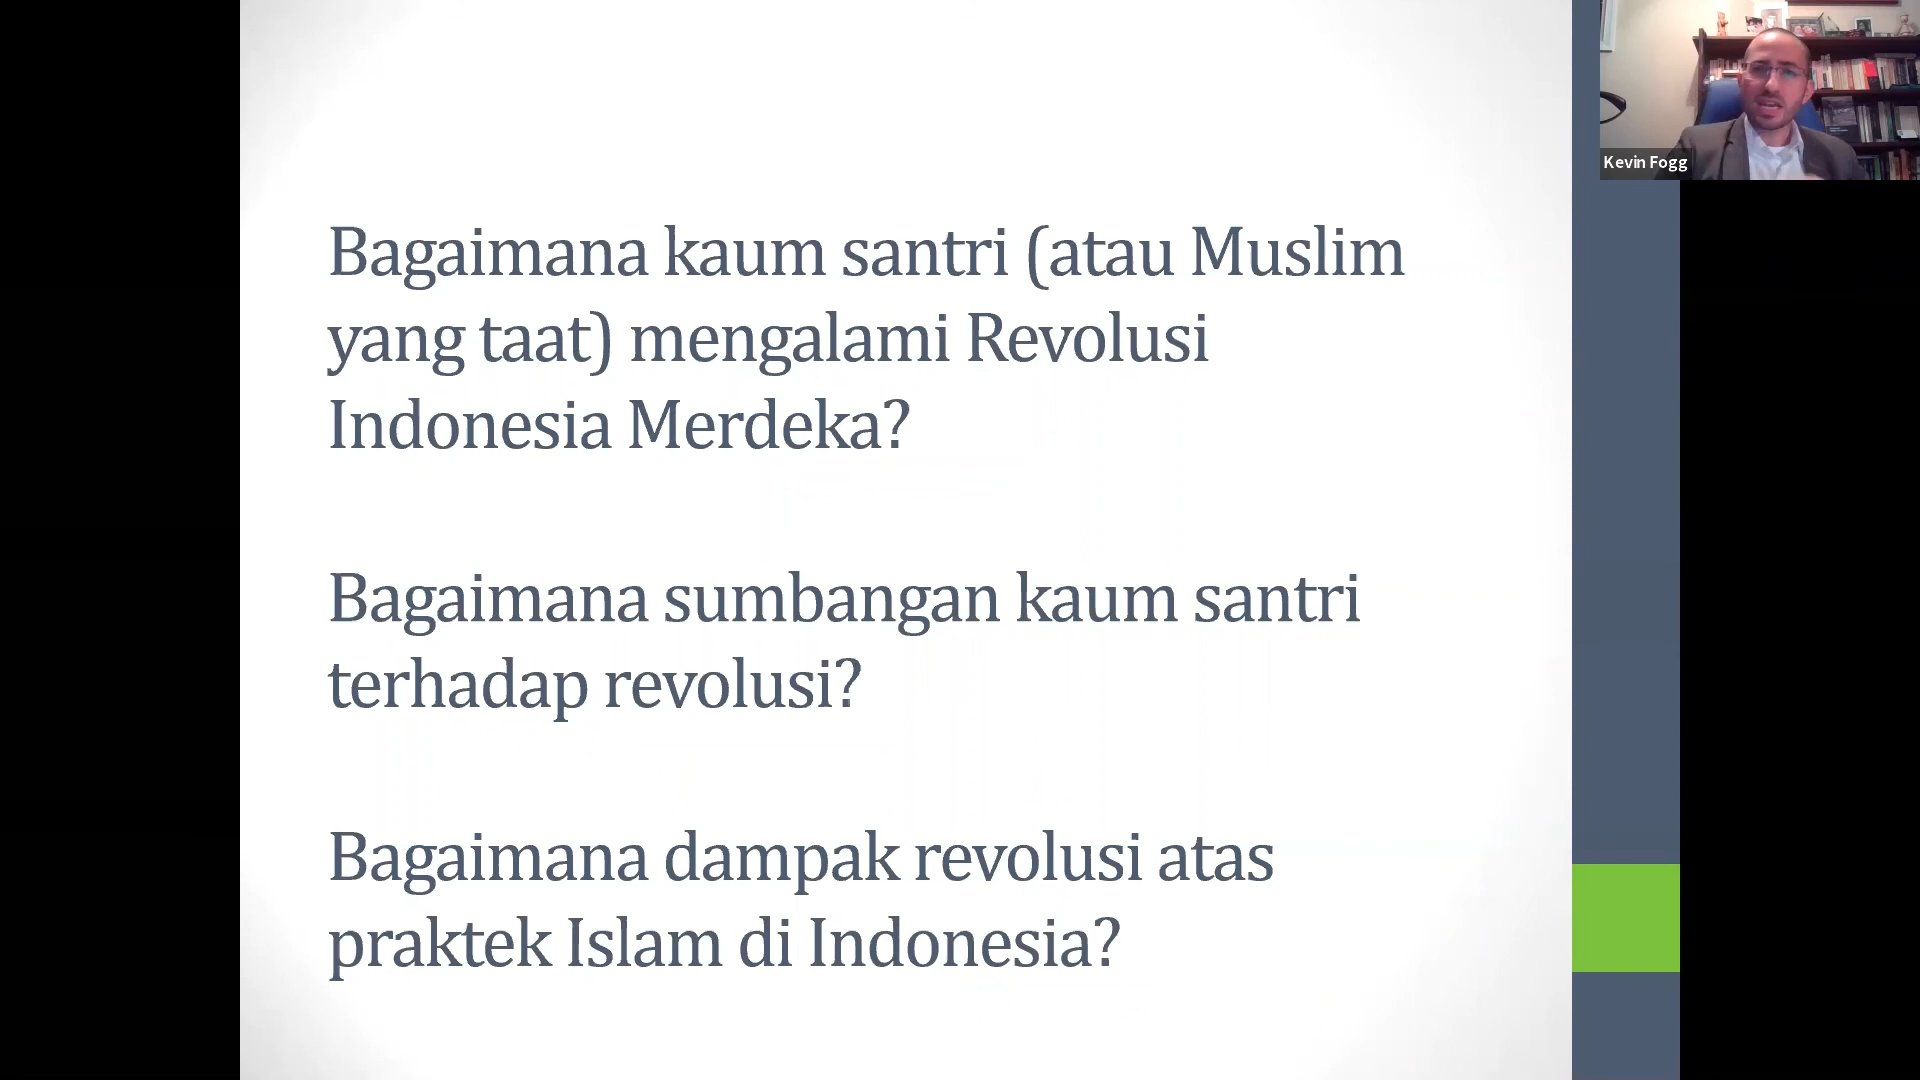 Kevin Fogg
Bagaimana kaum santri (atau Muslim
yang taat) mengalami Revolusi
Indonesia Merdeka?
Bagaimana sumbangan kaum santri
terhadap revolusi?
Bagaimana dampak revolusi atas
praktek Islam di Indonesia?